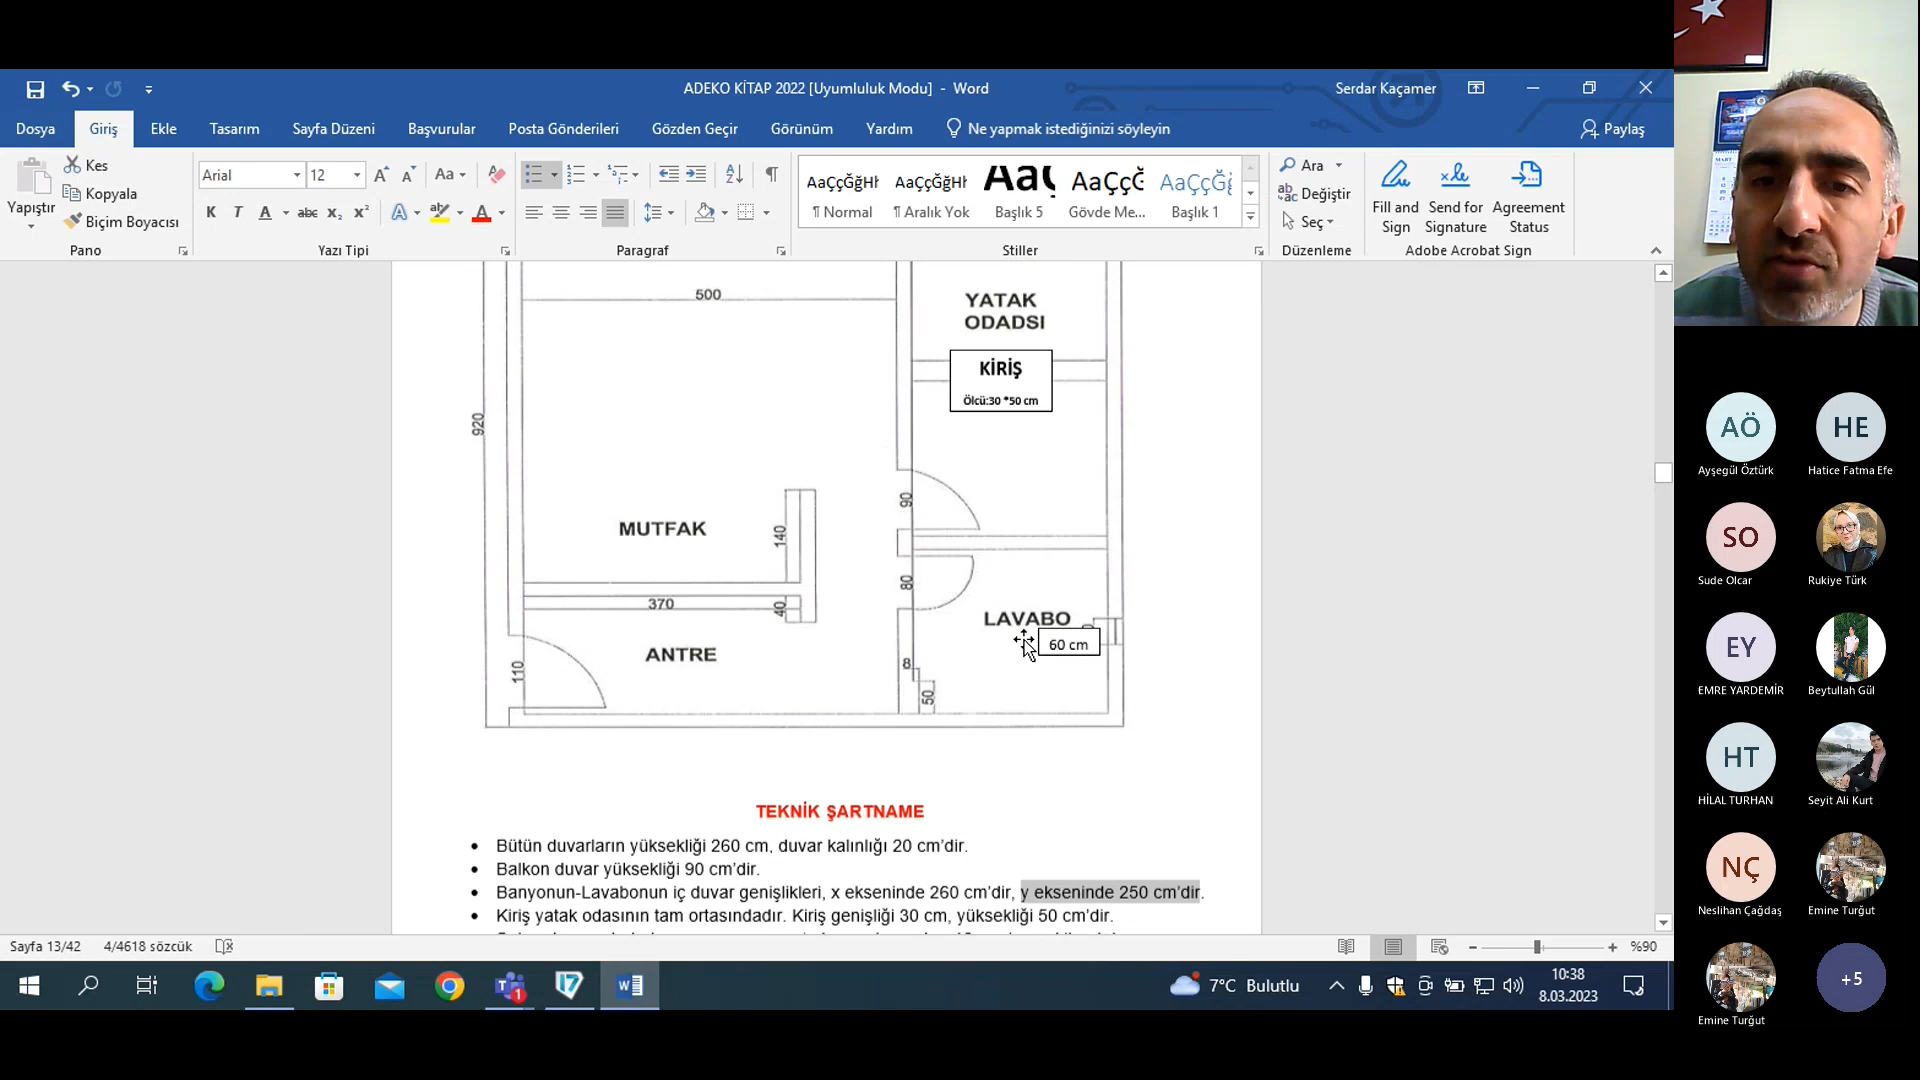 ADEKO KİTAP 2022 [Uyumluluk Modu] - Word
Serdar Kaçamer
Dosya
Giriş
Ekle
Tasarım
Sayfa Düzeni
Başvurular
Posta Gönderileri
Gözden Geçir
Görünüm
Yardım
Ne yapmak istediğinizi söyleyin
Paylaş
Yapıştır
Kes
Kopyala
Biçim Boyacısı
Pano
Arial
12
Yazı Tipi
Paragraf
AaÇçĞğHł
¶ Normal
AaÇçĞğHł
¶ Aralık Yok
AaÇ
Başlık 5
AaÇçĞ
Gövde Me...
AaÇçĞğ
Başlık 1
Stiller
Ara
Değiştir
Seç
Düzenleme
Fill and Sign
Send for Signature
Agreement Status
Adobe Acrobat Sign
500
YATAK
ODADSI
KİRİŞ
Ölcü:30 *50 cm
920
90
MUTFAK
140
80
370
40
LAVABO
60 cm
ANTRE
110
8
50
TEKNİK ŞARTNAME
• Bütün duvarların yüksekliği 260 cm, duvar kalınlığı 20 cm’dir.
• Balkon duvar yüksekliği 90 cm’dir.
• Banyonun-Lavabonun iç duvar genişlikleri, x ekseninde 260 cm’dir, y ekseninde 250 cm’dir.
• Kiriş yatak odasının tam ortasındadır. Kiriş genişliği 30 cm, yüksekliği 50 cm’dir.
Sayfa 13/42
4/4618 sözcük
%90
7°C Bulutlu
10:38
8.03.2023
AÖ
Ayşegül Öztürk
HE
Hatice Fatma Efe
SO
Sude Olcar
Rukiye Türk
EY
EMRE YARDEMİR
Beytullah Gül
HT
HİLAL TURHAN
Seyit Ali Kurt
NÇ
Neslihan Çağdaş
Emine Turğut
Emine Turğut
+5